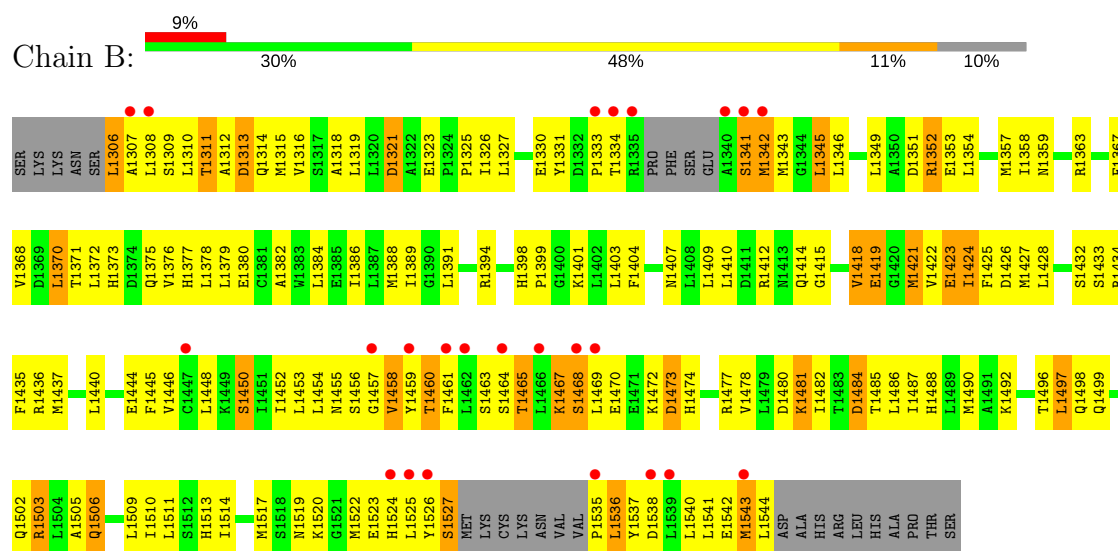 9%
Chain B:
30% 48% 11% 10%
SER LYS LYS ASN SER L1306 A1307 L1308 S1309 L1310 T1311 A1312 D1313 Q1314 M1315 V1316 S1317 A1318 L1319 L1320 D1321 A1322 E1323 P1324 P1325 I1326 L1327 E1330 Y1331 D1332 P1333 T1334 R1335 PRO PHE SER GLU A1340 S1341 M1342 M1343 G1344 L1345 L1346 L1349 A1350 D1351 R1352 E1353 L1354 M1357 I1358 N1359 R1363
V1368 D1369 L1370 T1371 L1372 H1373 D1374 Q1375 V1376 H1377 L1378 L1379 E1380 C1381 A1382 W1383 L1384 E1385 I1386 L1387 M1388 I1389 G1390 L1391 R1394 H1398 P1399 G1400 K1401 L1402 L1403 F1404 N1407 L1408 L1409 L1410 D1411 R1412 N1413 Q1414 G1415 V1418 E1419 G1420 M1421 V1422 E1423 I1424 F1425 D1426 M1427 L1428 S1432 S1433 R1434
F1435 R1436 M1437 L1440 E1444 F1445 V1446 C1447 L1448 K1449 S1450 I1451 I1452 L1453 L1454 N1455 S1456 G1457 V1458 Y1459 T1460 F1461 L1462 S1463 S1464 T1465 L1466 K1467 S1468 L1469 E1470 E1471 K1472 D1473 H1474 R1477 V1478 L1479 D1480 K1481 I1482 T1483 D1484 T1485 L1486 I1487 H1488 L1489 M1490 A1491 K1492 T1496 L1497 Q1498 Q1499
Q1502 R1503 L1504 A1505 Q1506 L1509 I1510 L1511 S1512 H1513 I1514 M1517 S1518 N1519 K1520 G1521 M1522 E1523 H1524 L1525 Y1526 S1527 MET LYS CYS LYS ASN VAL VAL P1535 L1536 Y1537 D1538 L1539 L1540 L1541 E1542 M1543 L1544 ASP ALA HIS ARG LEU HIS ALA PRO THR SER